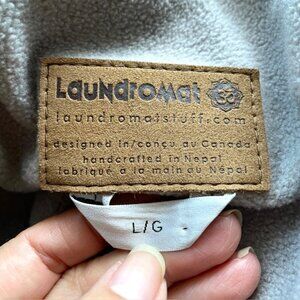 Laundromat
laundromatstuff.com
designed in/conçu au Canada
handcrafted in Nepal
fabriqué a la-main au Népal
L/G